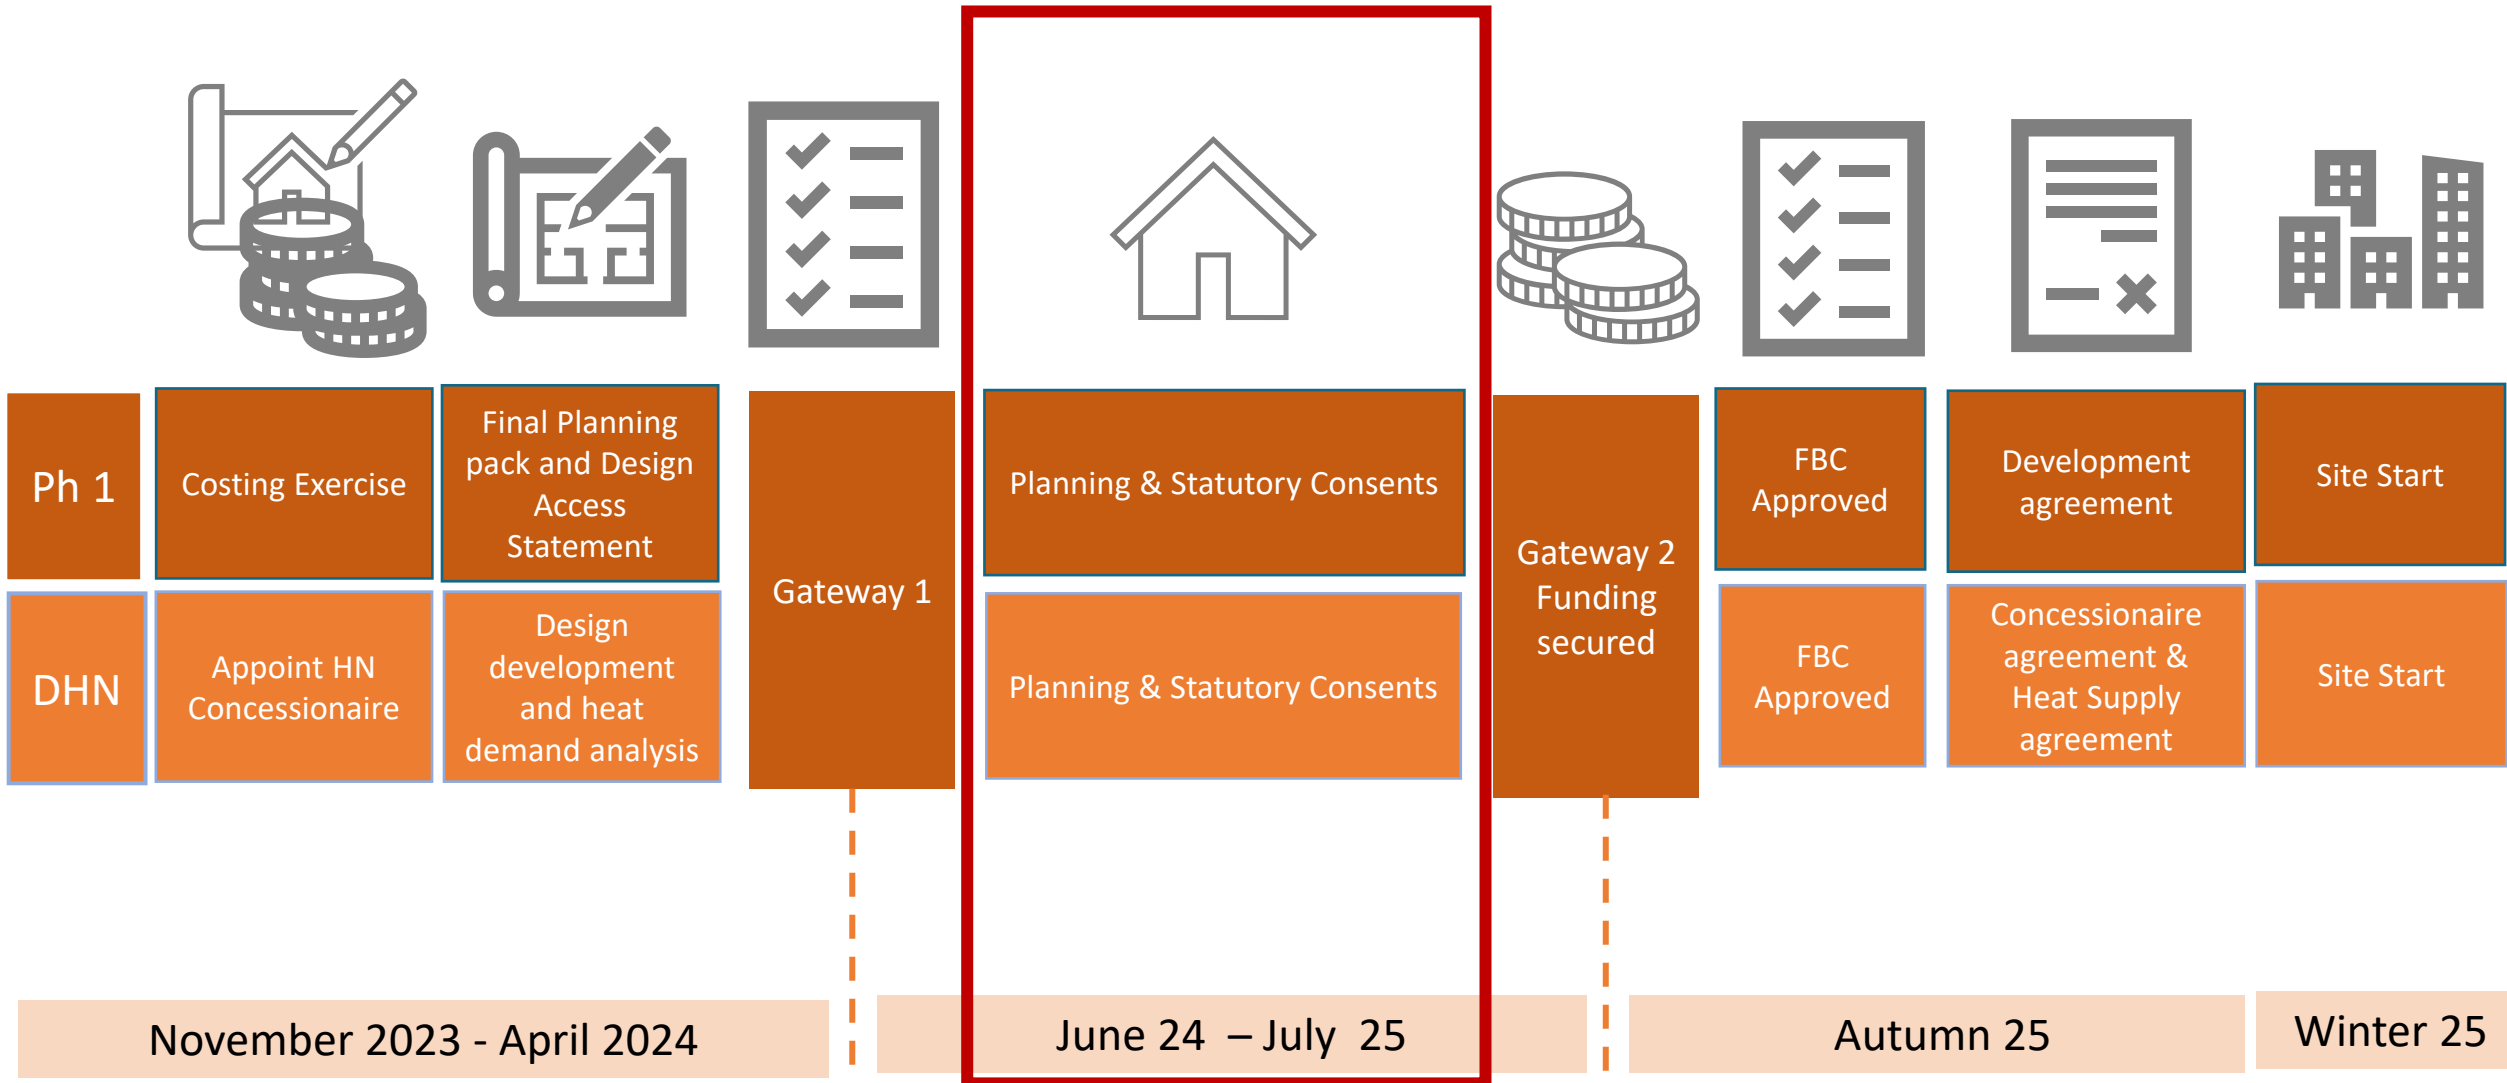 Ph 1
Costing Exercise
Final Planning
pack and Design
Access
Statement
Gateway 1
Planning & Statutory Consents
Gateway 2
Funding
secured
FBC
Approved
Development
agreement
Site Start
DHN
Appoint HN
Concessionaire
Design
development
and heat
demand analysis
Planning & Statutory Consents
FBC
Approved
Concessionaire
agreement &
Heat Supply
agreement
Site Start
November 2023 - April 2024
June 24 – July 25
Autumn 25
Winter 25